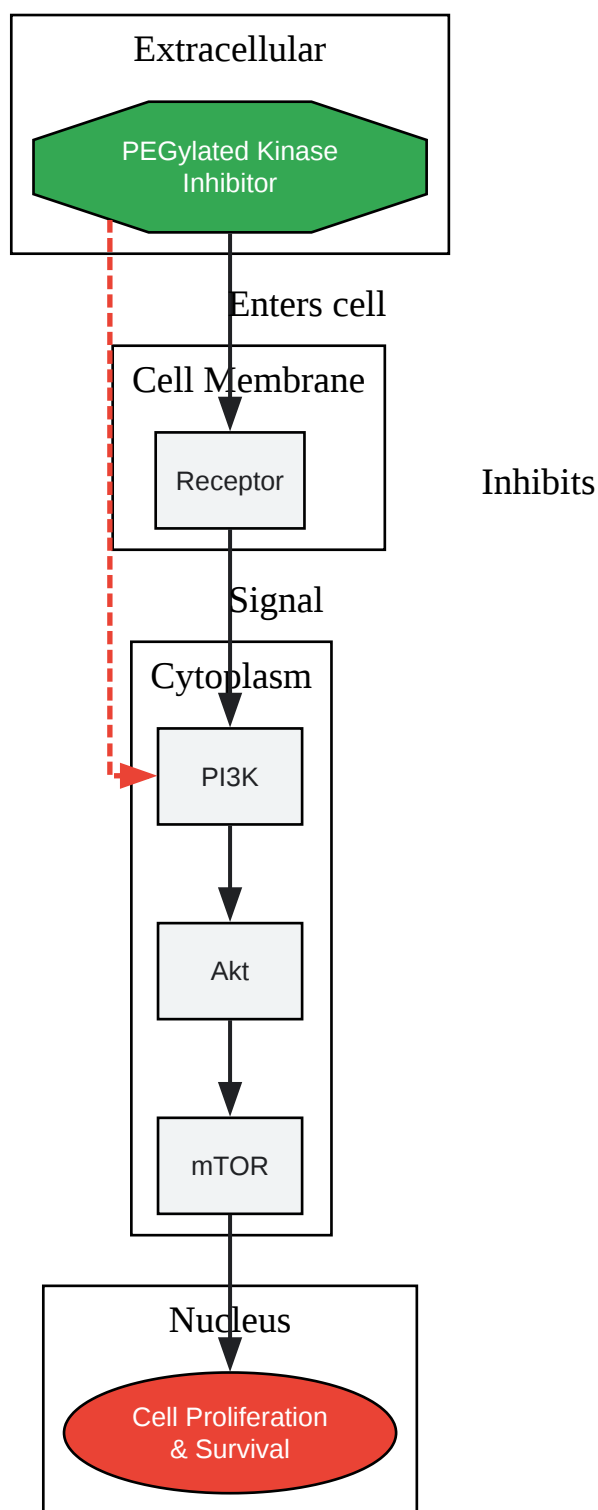 Extracellular
PEGylated Kinase
Inhibitor
Enters cell
Cell Membrane
Receptor
Inhibits
Signal
Cytoplasm
PI3K
Akt
mTOR
Nucleus
Cell Proliferation
& Survival